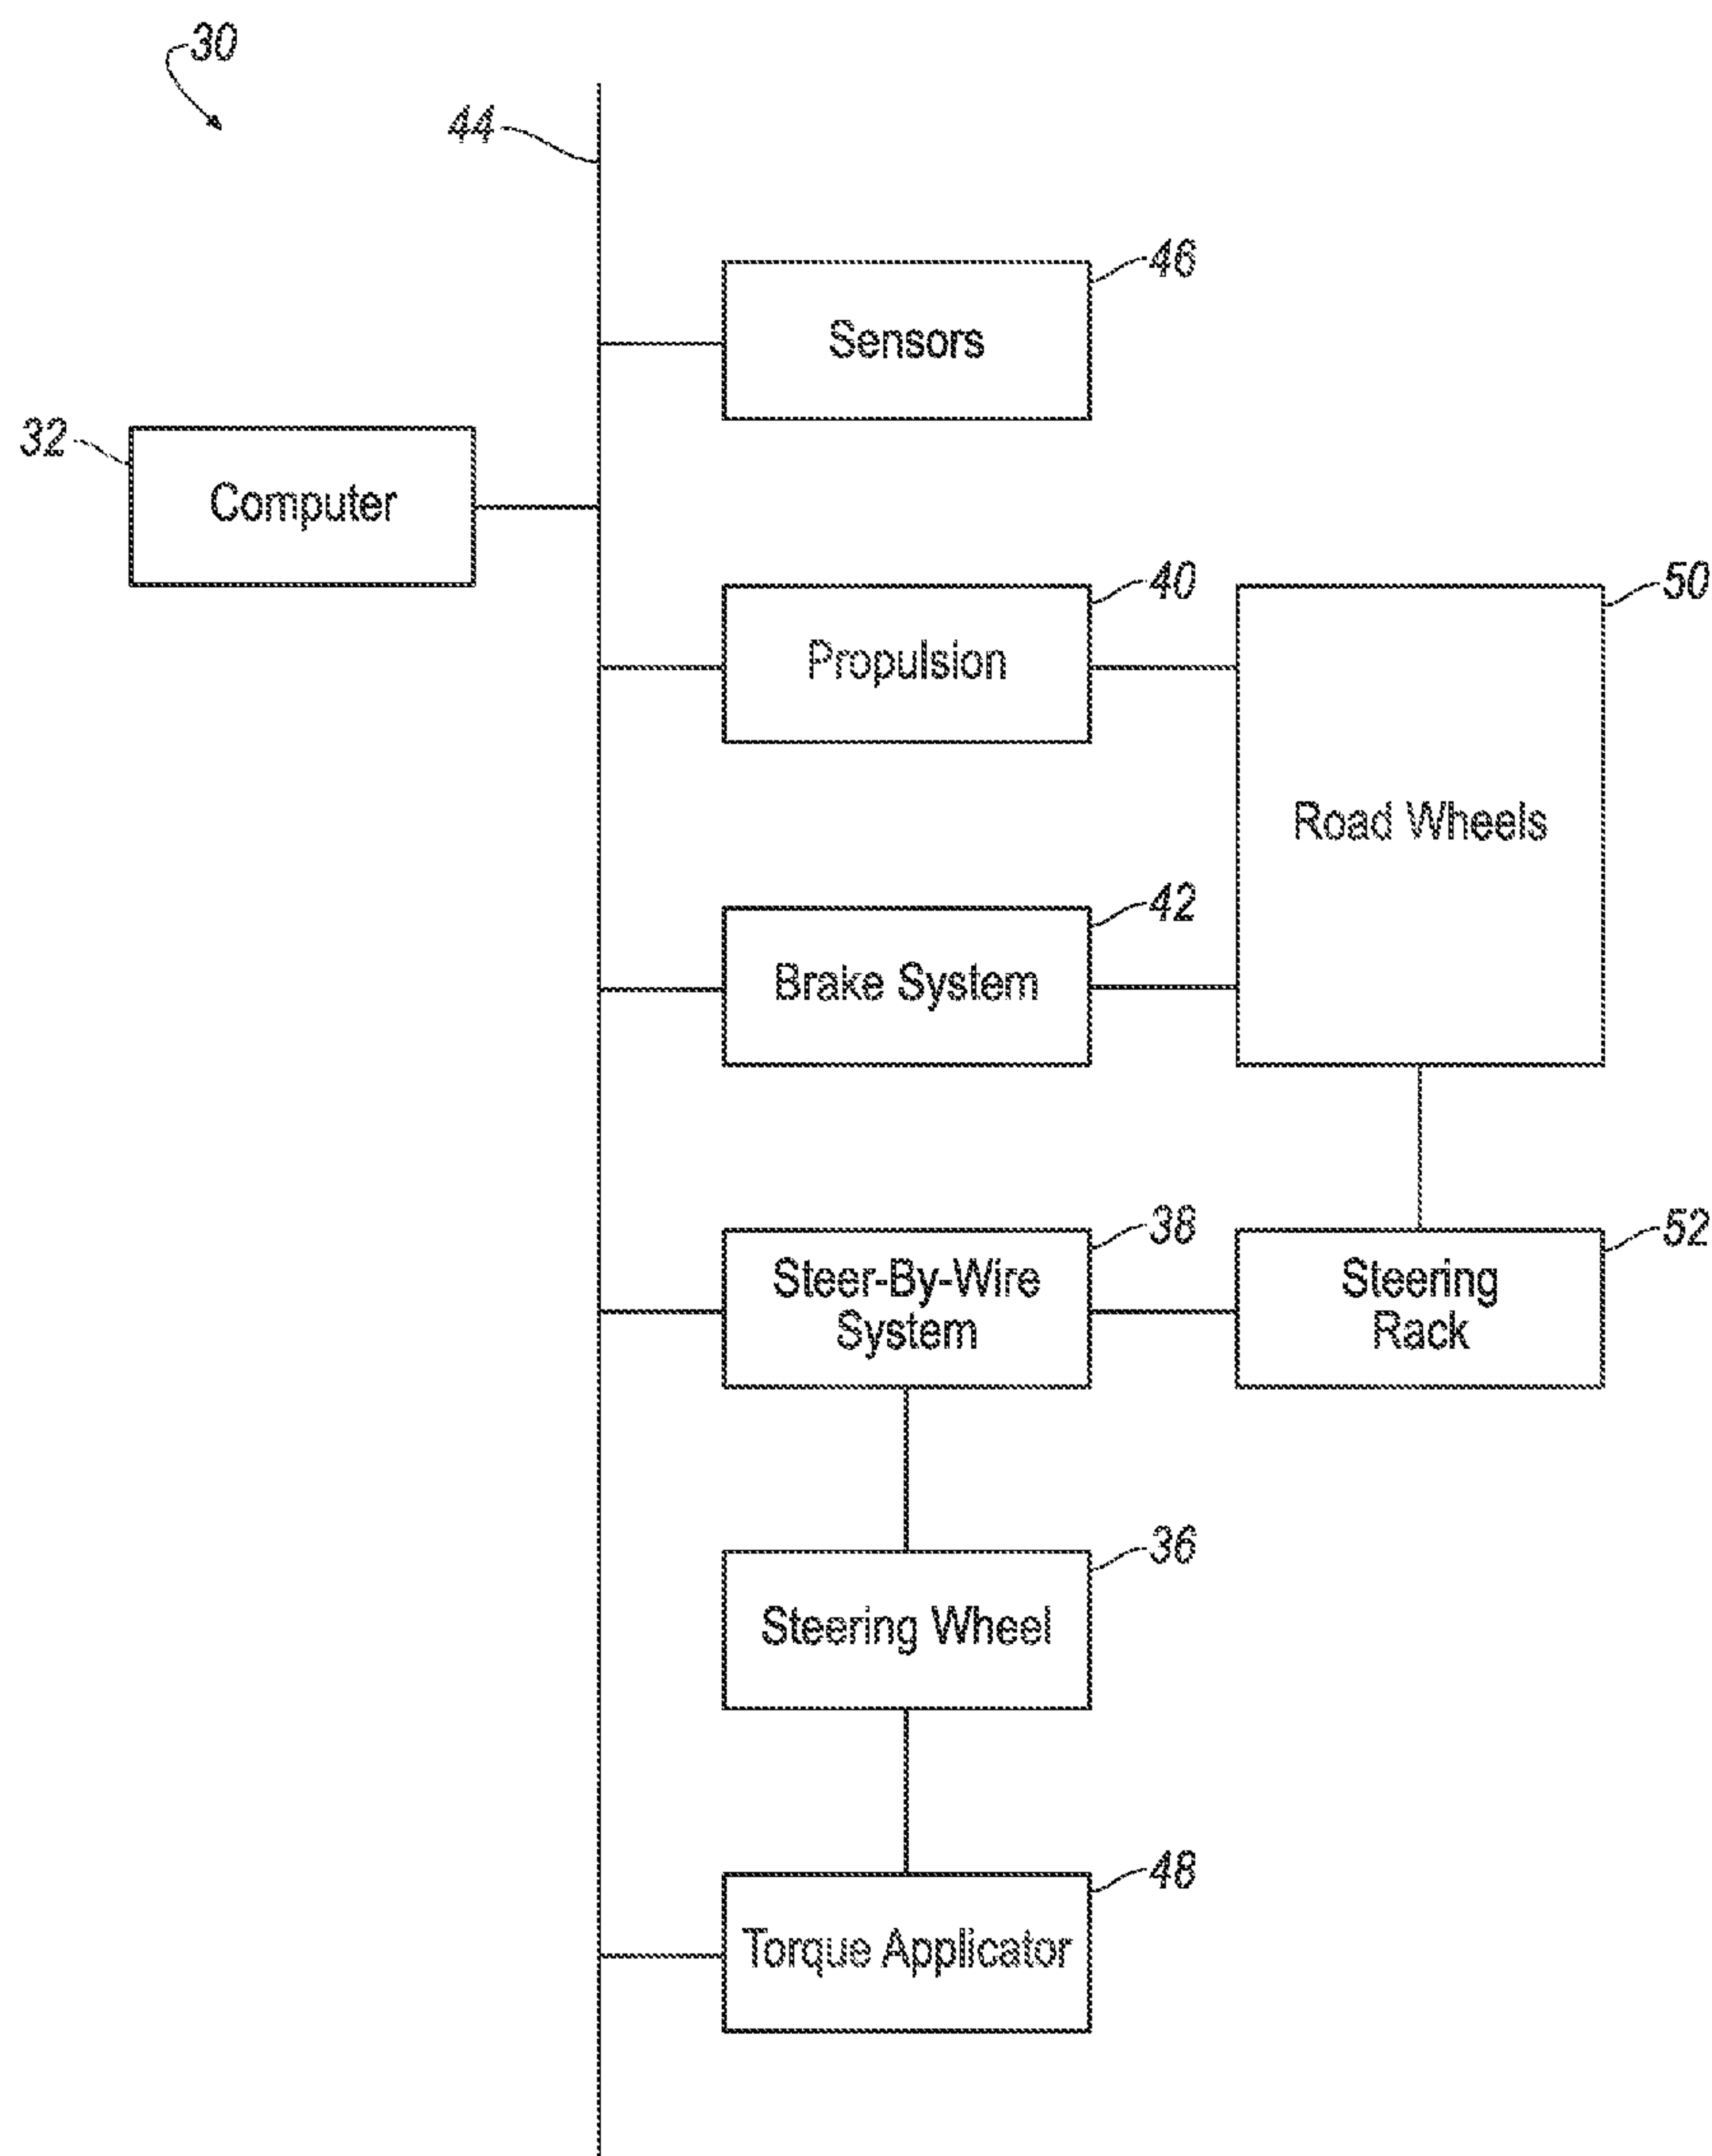 30
44
46
Sensors
32
Computer
40
50
Propulsion
Road Wheels
42
Brake System
38
52
Steer-By-Wire
System
Steering
Rack
36
Steering Wheel
48
Torque Applicator